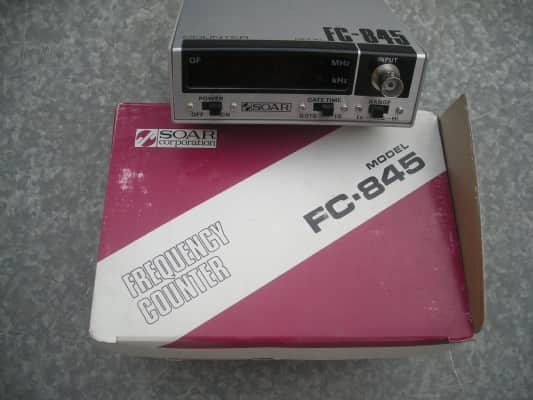 COUNTER
FC-845
OF
MHz
kHz
INPUT
POWER
OFF ON
SOAR
GATE TIME
RANGE
SOAR
corporation
MODEL
FC-845
FREQUENCY
COUNTER